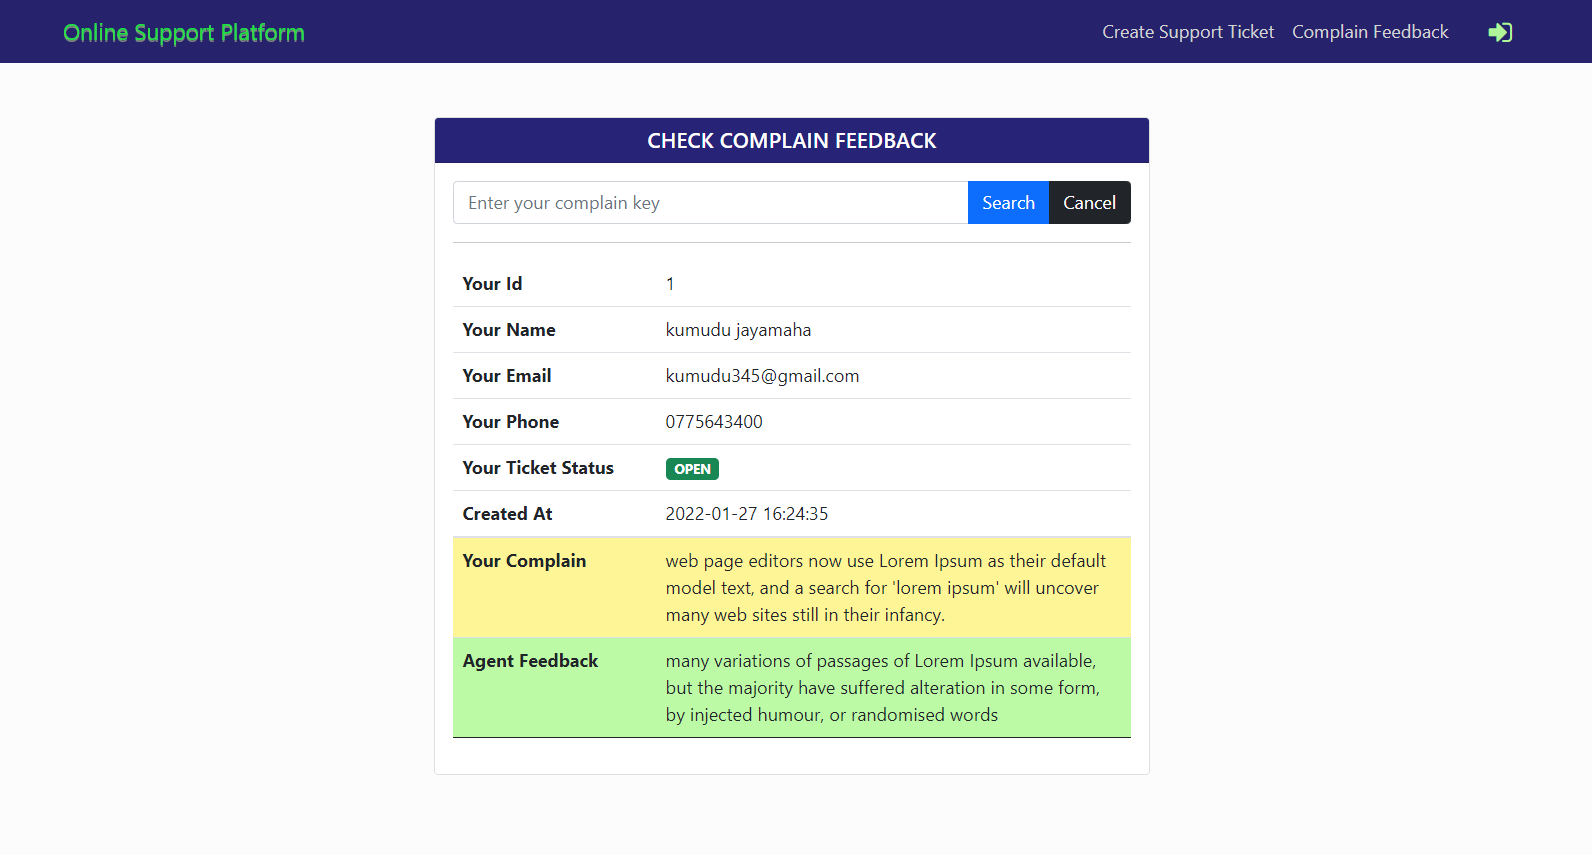 Online Support Platform
Create Support Ticket
Complain Feedback
CHECK COMPLAIN FEEDBACK
Enter your complain key
Search
Cancel
Your Id 1
Your Name kumudu jayamaha
Your Email kumudu345@gmail.com
Your Phone 0775643400
Your Ticket Status OPEN
Created At 2022-01-27 16:24:35
Your Complain web page editors now use Lorem Ipsum as their default
model text, and a search for 'lorem ipsum' will uncover
many web sites still in their infancy.
Agent Feedback many variations of passages of Lorem Ipsum available,
but the majority have suffered alteration in some form,
by injected humour, or randomised words